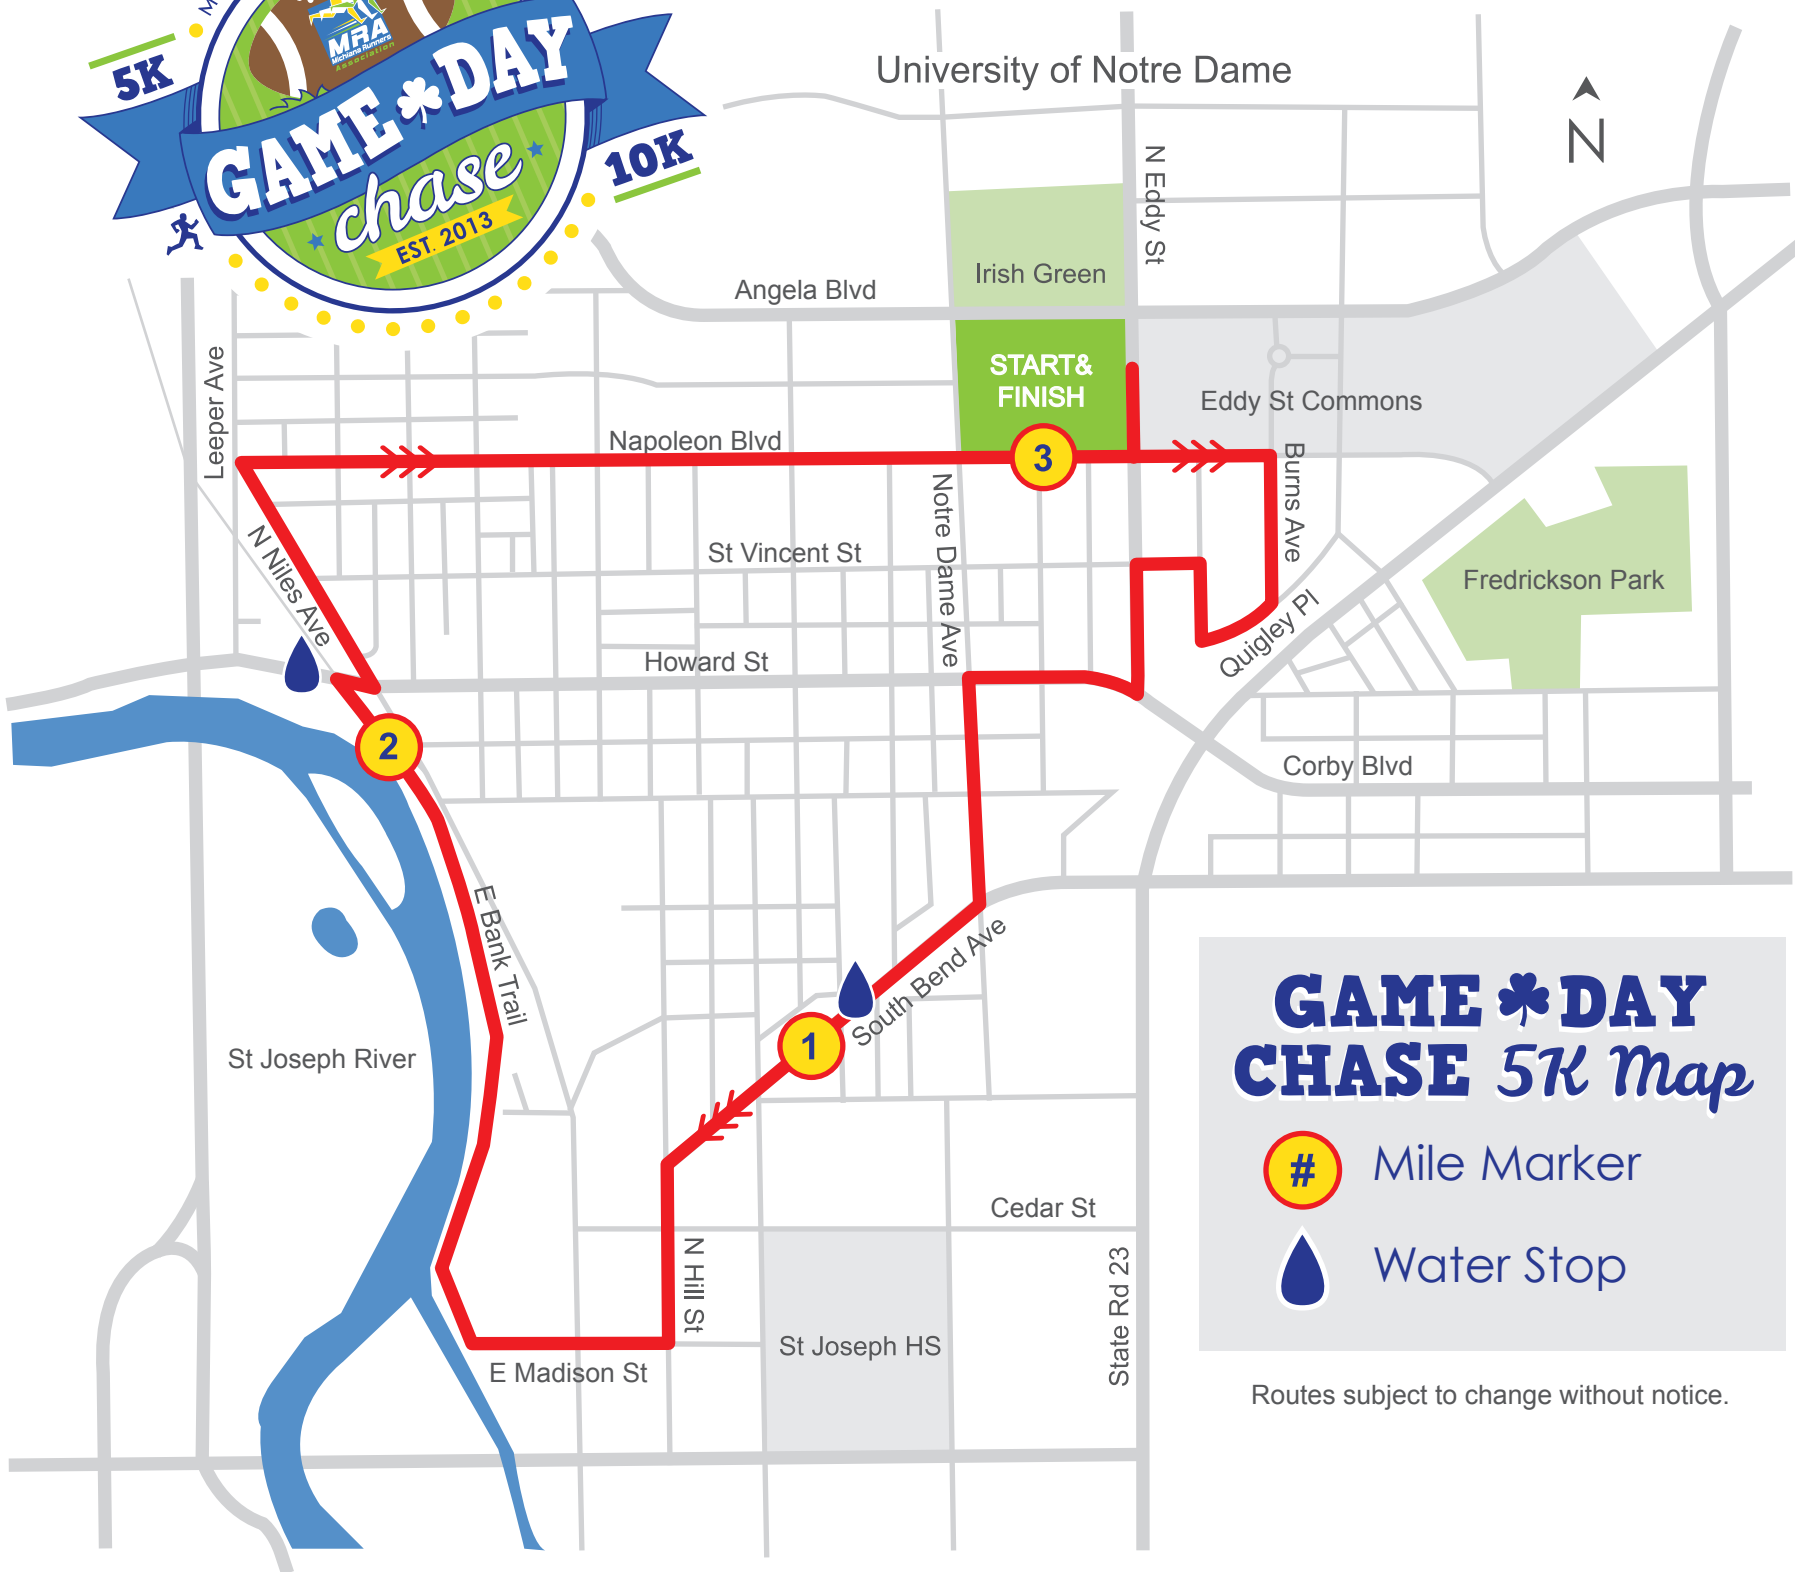 5K
MRA
Michiana Runners
Association
GAME DAY
chase
EST. 2013
10K
University of Notre Dame
N
N Eddy St
Irish Green
Angela Blvd
START&
FINISH
Eddy St Commons
Leeper Ave
Napoleon Blvd
3
Burns Ave
Notre Dame Ave
St Vincent St
N Niles Ave
Fredrickson Park
Quigley Pl
Howard St
2
Corby Blvd
E Bank Trail
South Bend Ave
1
St Joseph River
GAME DAY
CHASE 5K Map
# Mile Marker
Water Stop
Cedar St
N Hill St
State Rd 23
St Joseph HS
E Madison St
Routes subject to change without notice.